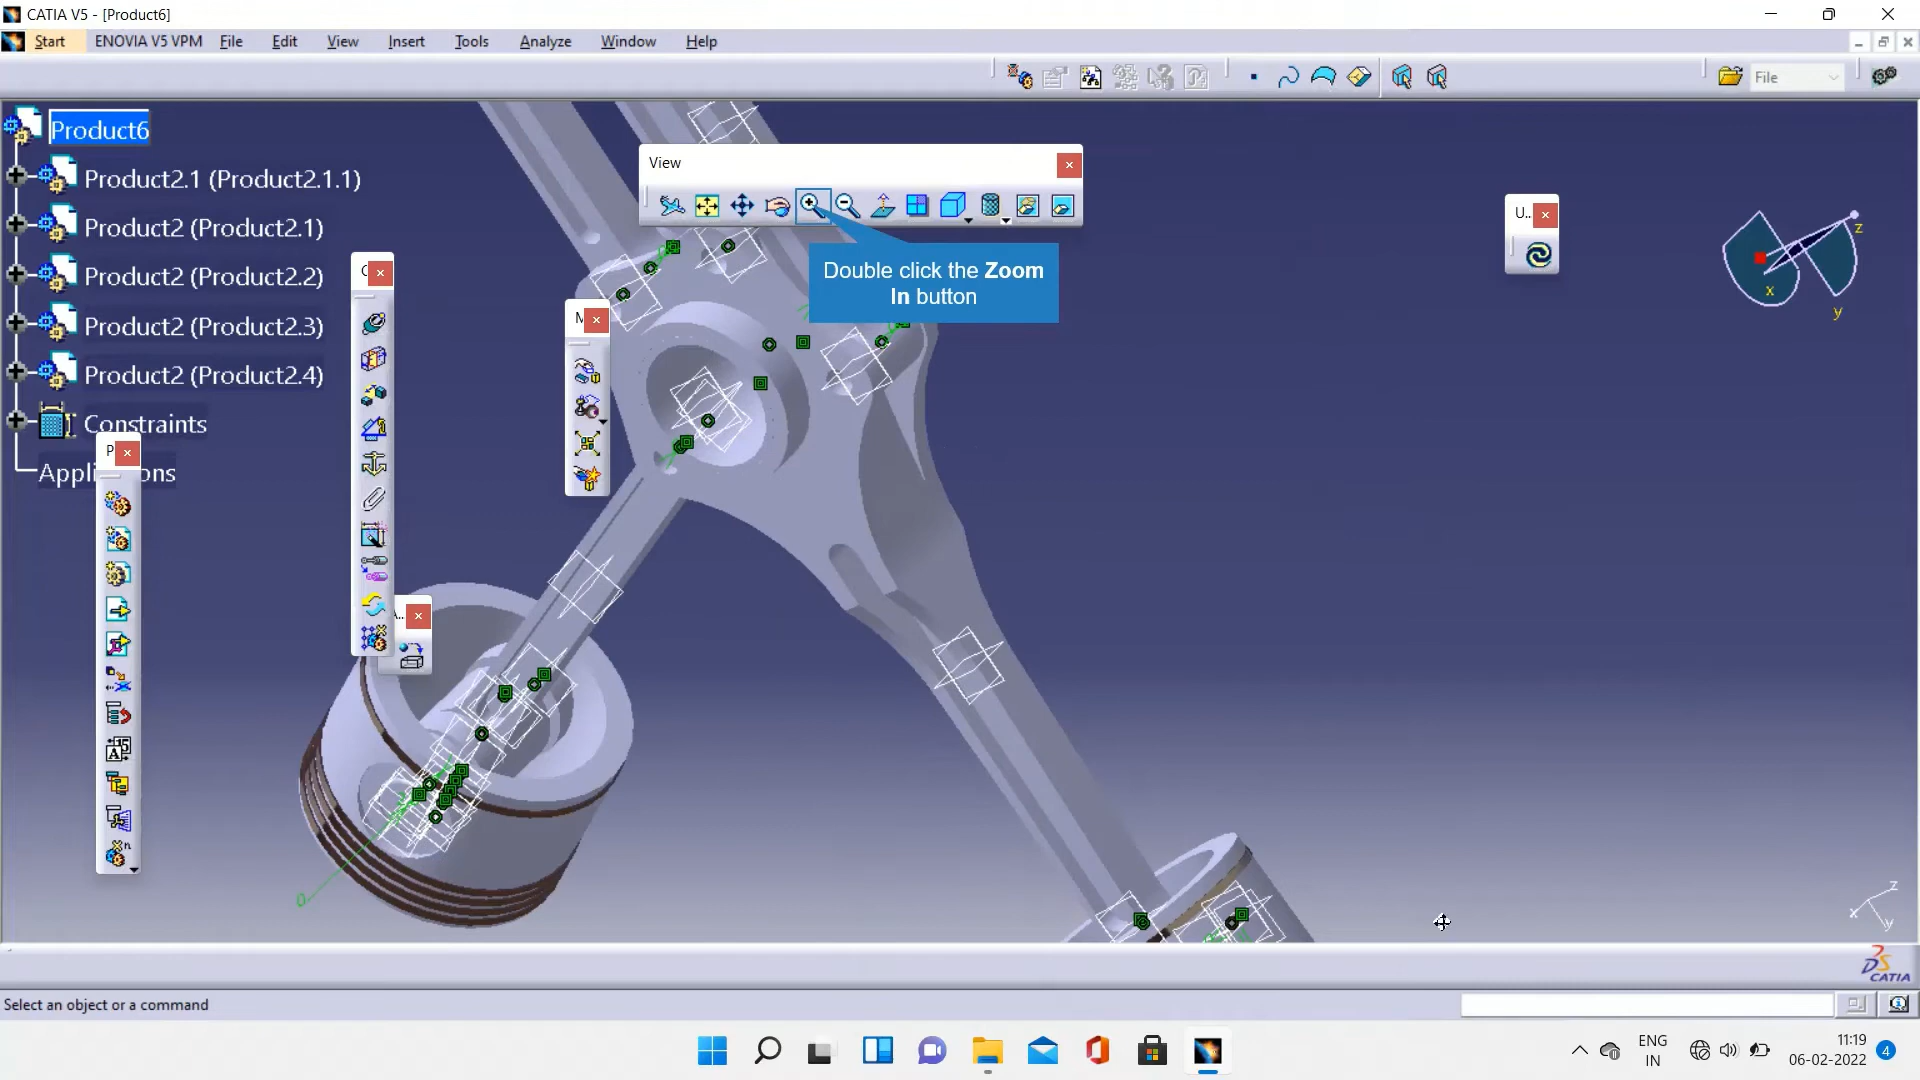 CATIA V5 - [Product6]
Start ENOVIA V5 VPM File Edit View Insert Tools Analyze Window Help
File
Product6
Product2.1 (Product2.1.1)
Product2 (Product2.1)
Product2 (Product2.2)
Product2 (Product2.3)
Product2 (Product2.4)
Constraints
View
Double click the Zoom
In button
U..
z
x
y
0
z
x
y
CATIA
Select an object or a command
ENG
IN
11:19
06-02-2022
4